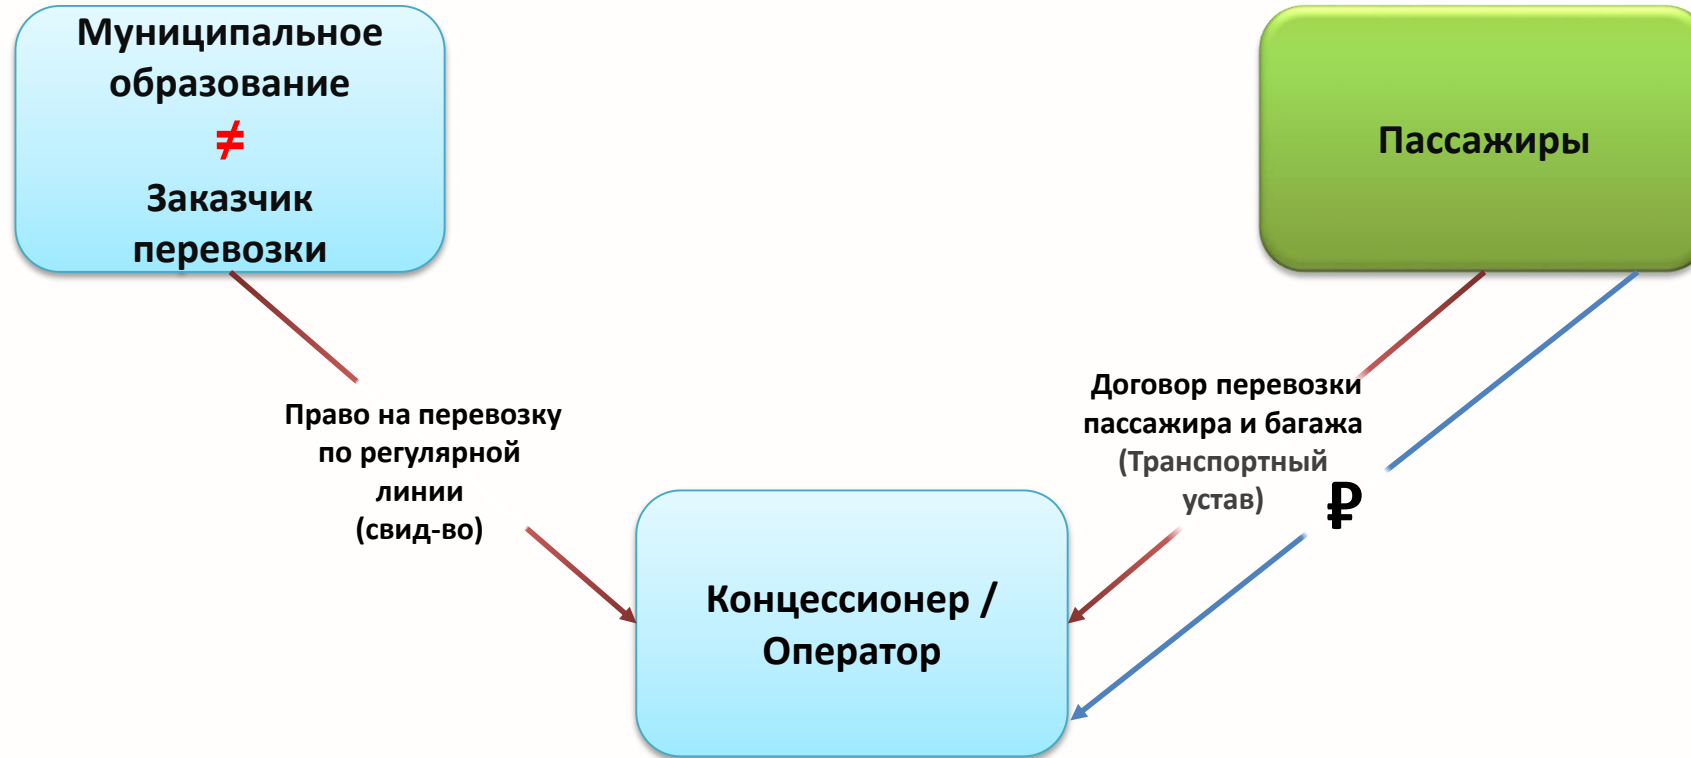 Муниципальное
образование
≠
Заказчик
перевозки
Пассажиры
Право на перевозку
по регулярной
линии
(свид-во)
Договор перевозки
пассажира и багажа
(Транспортный
устав)
₽
Концессионер /
Оператор